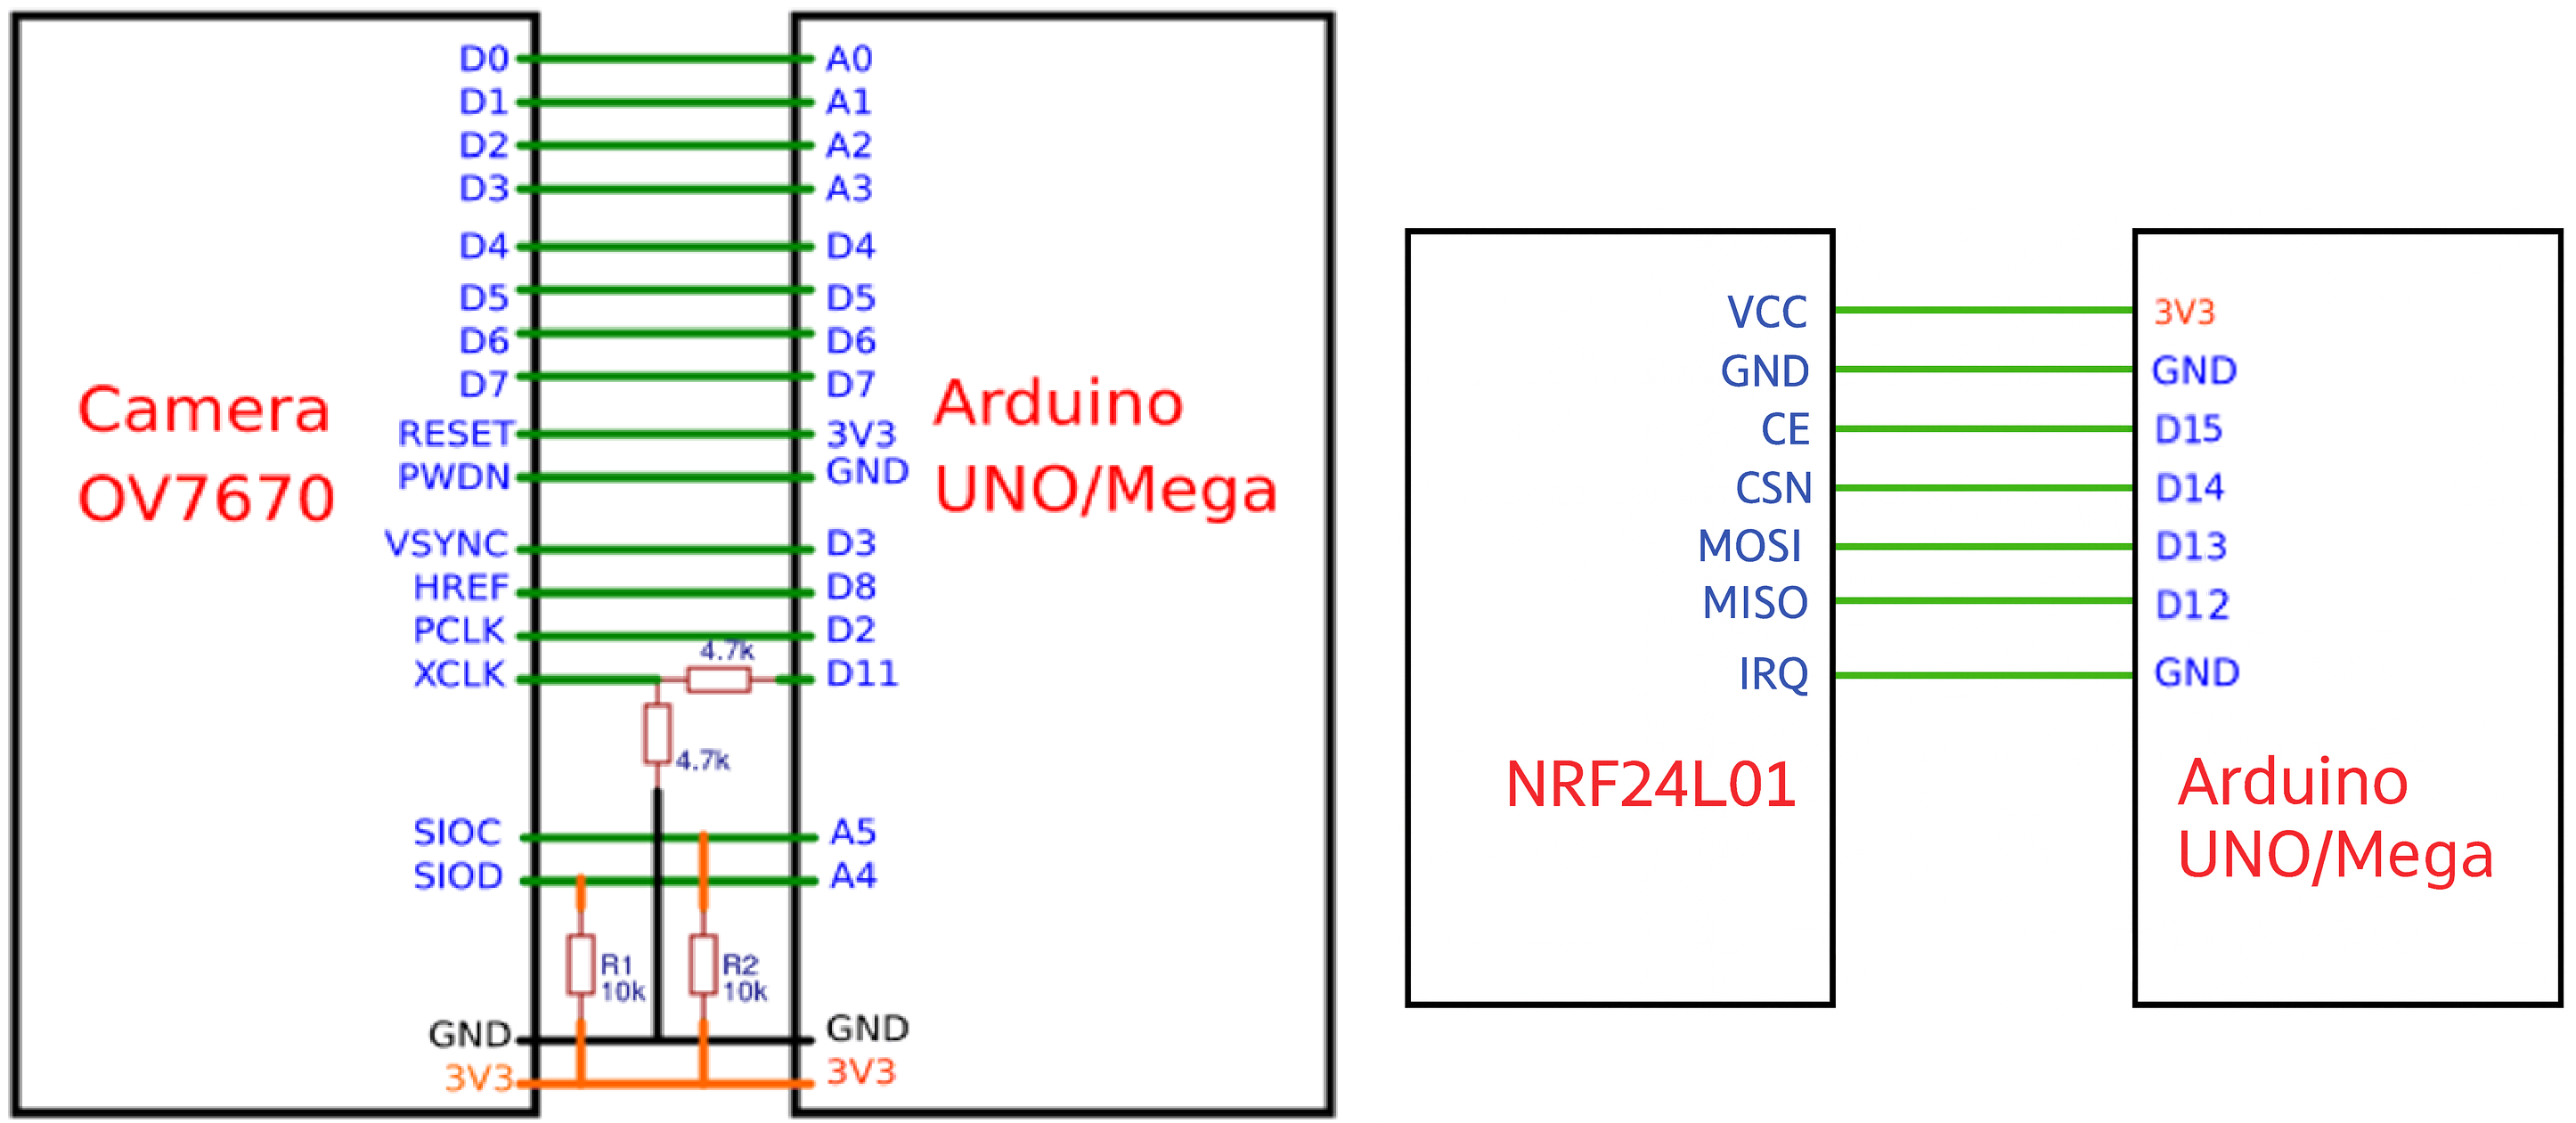 D0 A0
D1 A1
D2 A2
D3 A3
D4 D4
D5 D5
D6 D6
D7 D7
RESET 3V3
PWDN GND
Camera
OV7670
Arduino
UNO/Mega
VSYNC D3
HREF D8
PCLK D2
4.7k
XCLK D11
4.7k
SIOC A5
SIOD A4
R1
10k
R2
10k
GND GND
3V3 3V3
VCC 3V3
GND GND
CE D15
CSN D14
MOSI D13
MISO D12
IRQ GND
NRF24L01
Arduino
UNO/Mega